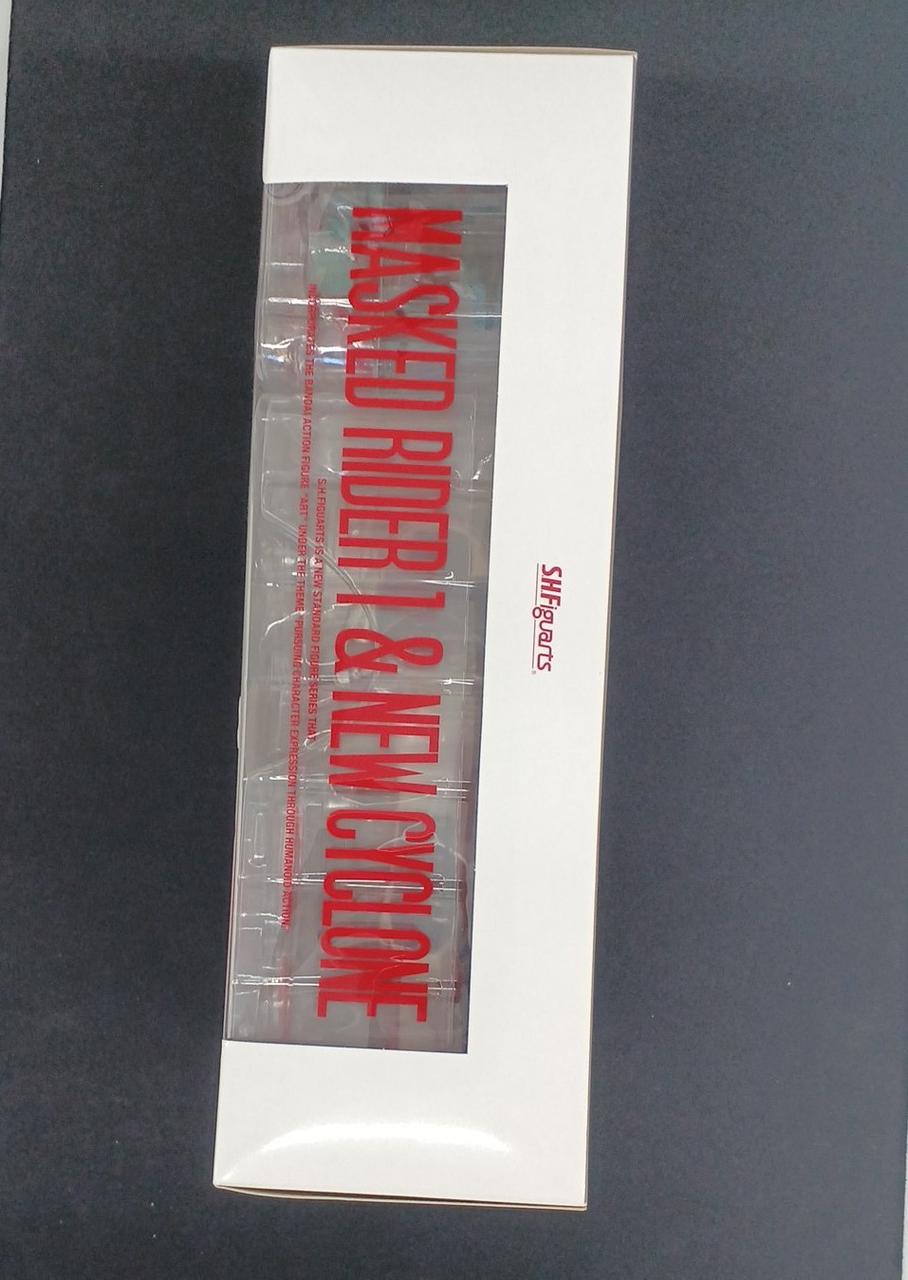 S.H.Figuarts
MASKED RIDER 1 & NEW CYCLONE
S.H.FIGUARTS IS A NEW STANDARD FIGURE SERIES THAT
INCORPORATES THE BANDAI ACTION FIGURE "ART" UNDER THE THEME "PURSUING CHARACTER EXPRESSION THROUGH HUMANOID ACTION"